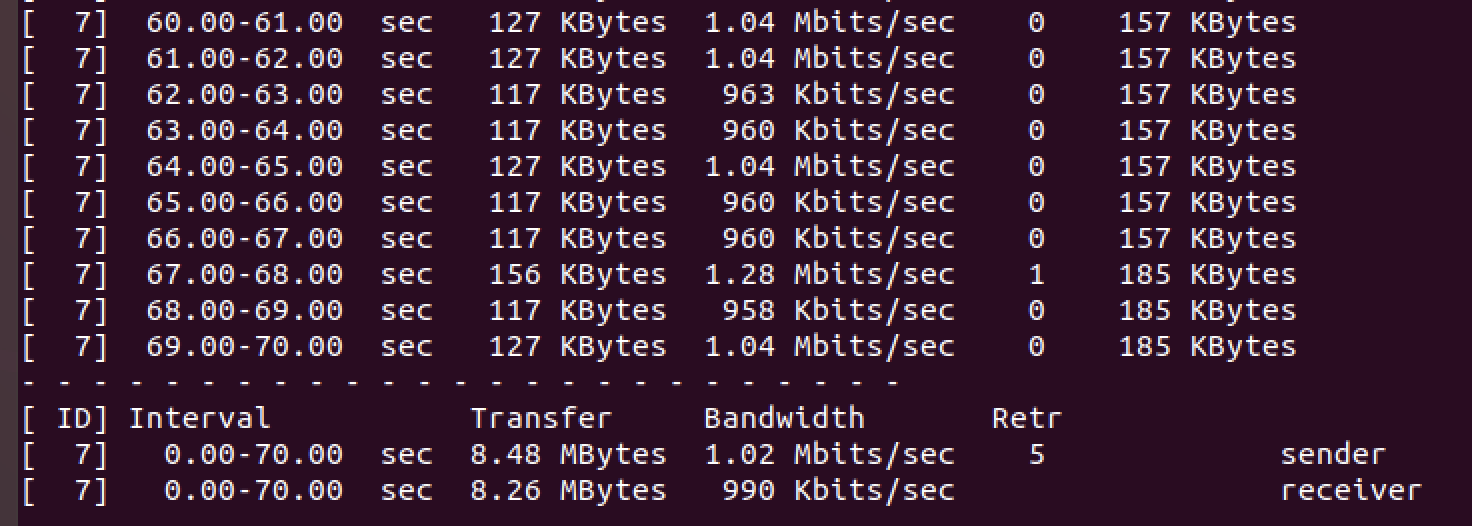 [  7]  60.00-61.00  sec   127 KBytes  1.04 Mbits/sec    0    157 KBytes
[  7]  61.00-62.00  sec   127 KBytes  1.04 Mbits/sec    0    157 KBytes
[  7]  62.00-63.00  sec   117 KBytes   963 Kbits/sec    0    157 KBytes
[  7]  63.00-64.00  sec   117 KBytes   960 Kbits/sec    0    157 KBytes
[  7]  64.00-65.00  sec   127 KBytes  1.04 Mbits/sec    0    157 KBytes
[  7]  65.00-66.00  sec   117 KBytes   960 Kbits/sec    0    157 KBytes
[  7]  66.00-67.00  sec   117 KBytes   960 Kbits/sec    0    157 KBytes
[  7]  67.00-68.00  sec   156 KBytes  1.28 Mbits/sec    1    185 KBytes
[  7]  68.00-69.00  sec   117 KBytes   958 Kbits/sec    0    185 KBytes
[  7]  69.00-70.00  sec   127 KBytes  1.04 Mbits/sec    0    185 KBytes
- - - - - - - - - - - - - - - - - - - - - - - - -
[ ID] Interval           Transfer     Bandwidth       Retr
[  7]   0.00-70.00  sec  8.48 MBytes  1.02 Mbits/sec    5             sender
[  7]   0.00-70.00  sec  8.26 MBytes   990 Kbits/sec                  receiver